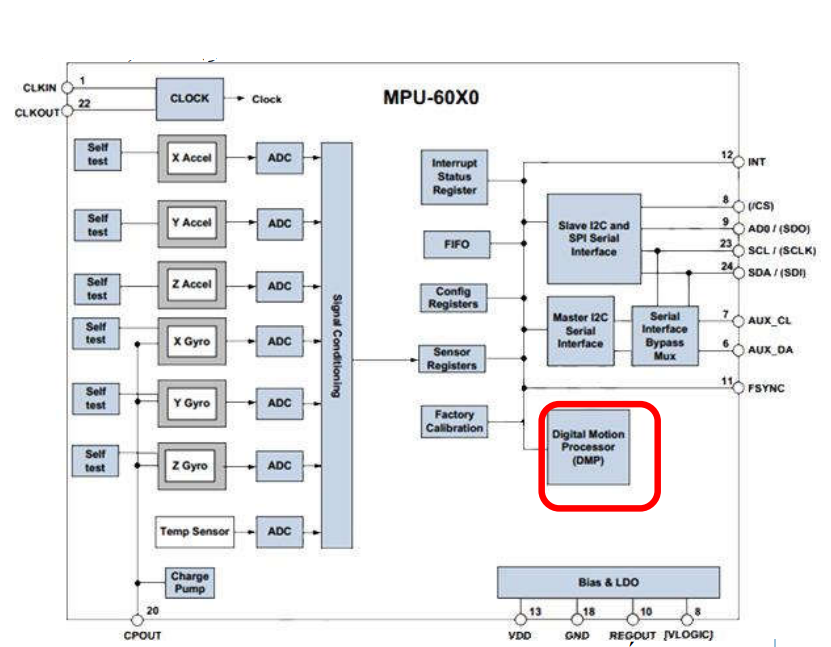 MPU-60X0
CLKIN
1
CLKOUT
22
CLOCK
Clock
Self
test
X Accel
ADC
Self
test
Y Accel
ADC
Self
test
Z Accel
ADC
Self
test
X Gyro
ADC
Self
test
Y Gyro
ADC
Self
test
Z Gyro
ADC
Temp Sensor
ADC
Charge
Pump
20
CPOUT
Signal Conditioning
Interrupt
Status
Register
FIFO
Config
Registers
Sensor
Registers
Factory
Calibration
Slave I2C and
SPI Serial
Interface
Master I2C
Serial
Interface
Serial
Interface
Bypass
Mux
Digital Motion
Processor
(DMP)
12
INT
8
(/CS)
9
AD0 / (SDO)
23
SCL / (SCLK)
24
SDA / (SDI)
7
AUX_CL
6
AUX_DA
11
FSYNC
Bias & LDO
13
18
10
8
VDD
GND
REGOUT
[VLOGIC]